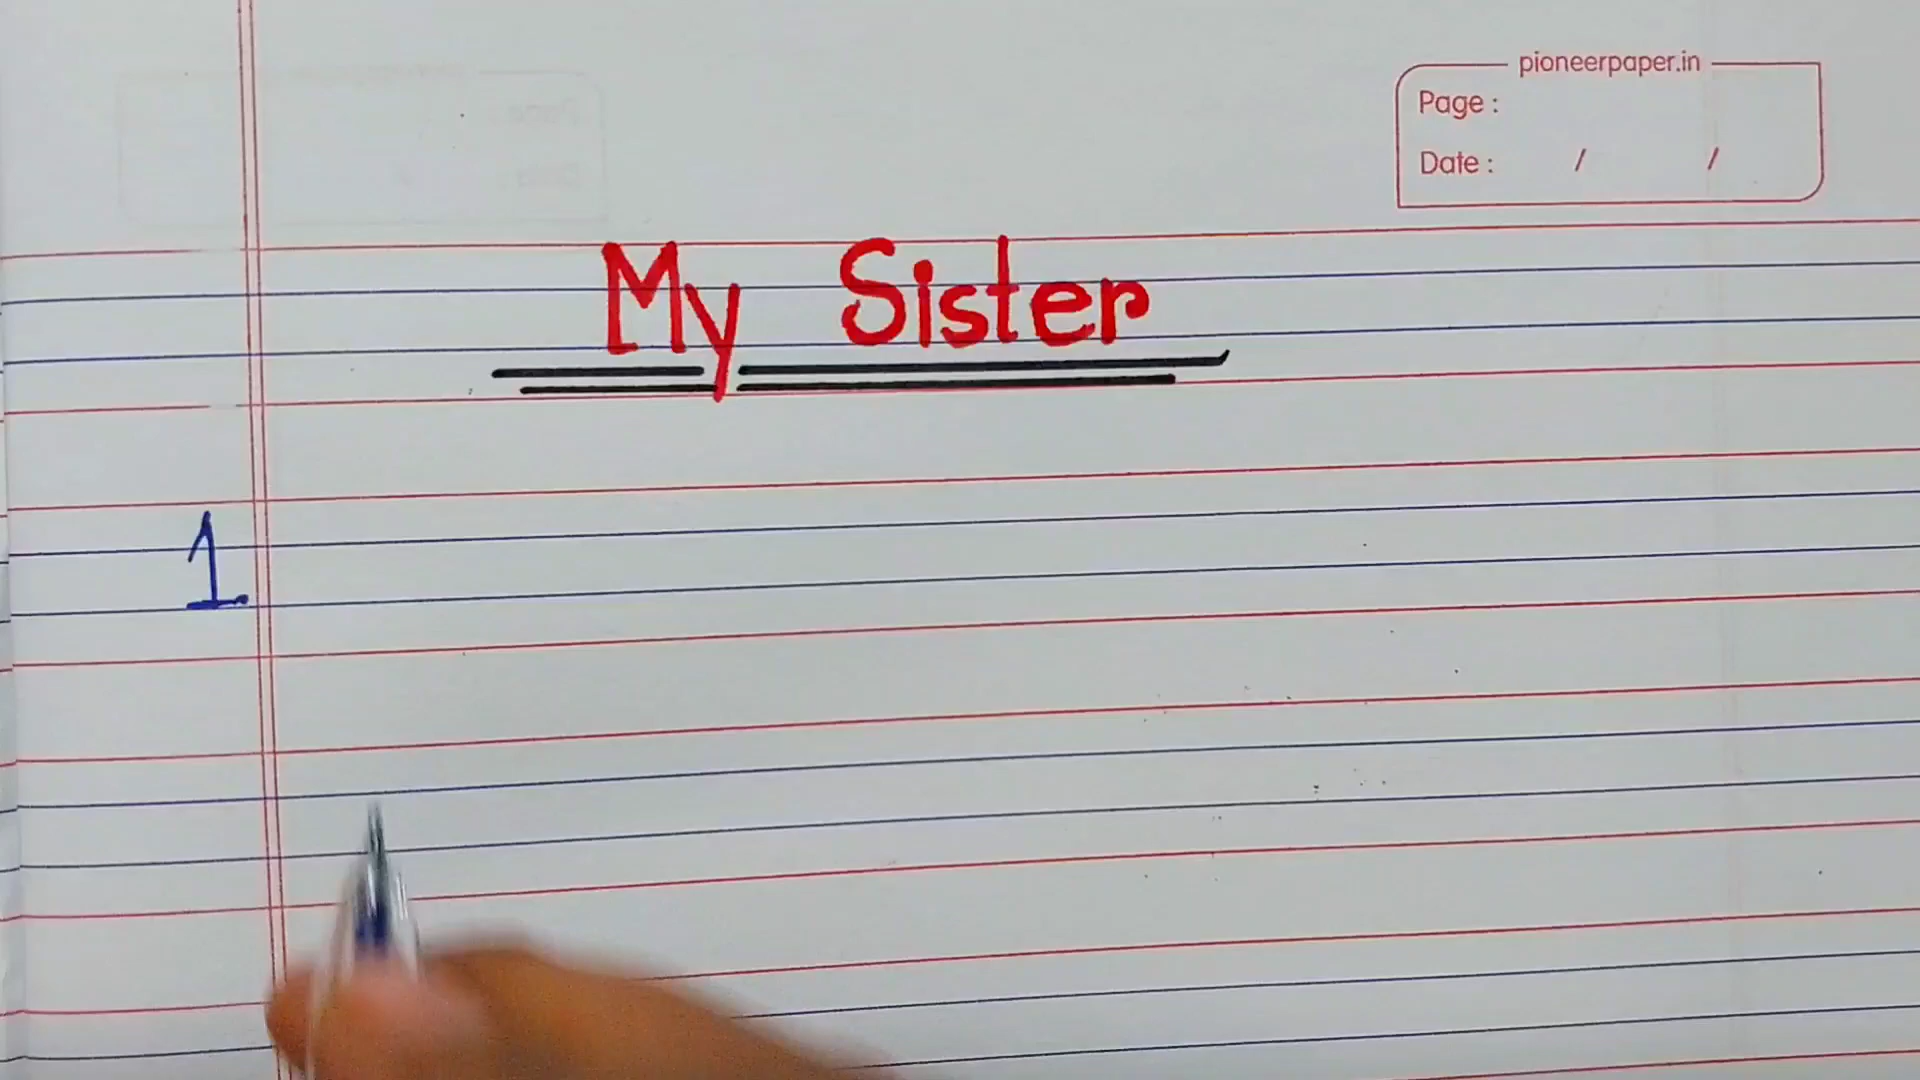 pioneerpaper.in
Page :
Date : / /
My Sister
1